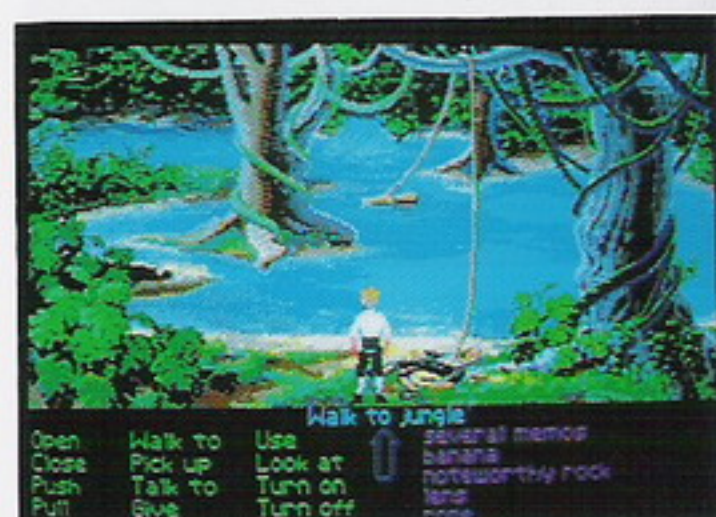 Walk to jungle
Open Walk to Use several memos
Close Pick up Look at banana
Push Talk to Turn on noteworthy rock
Pull Give Turn off lens